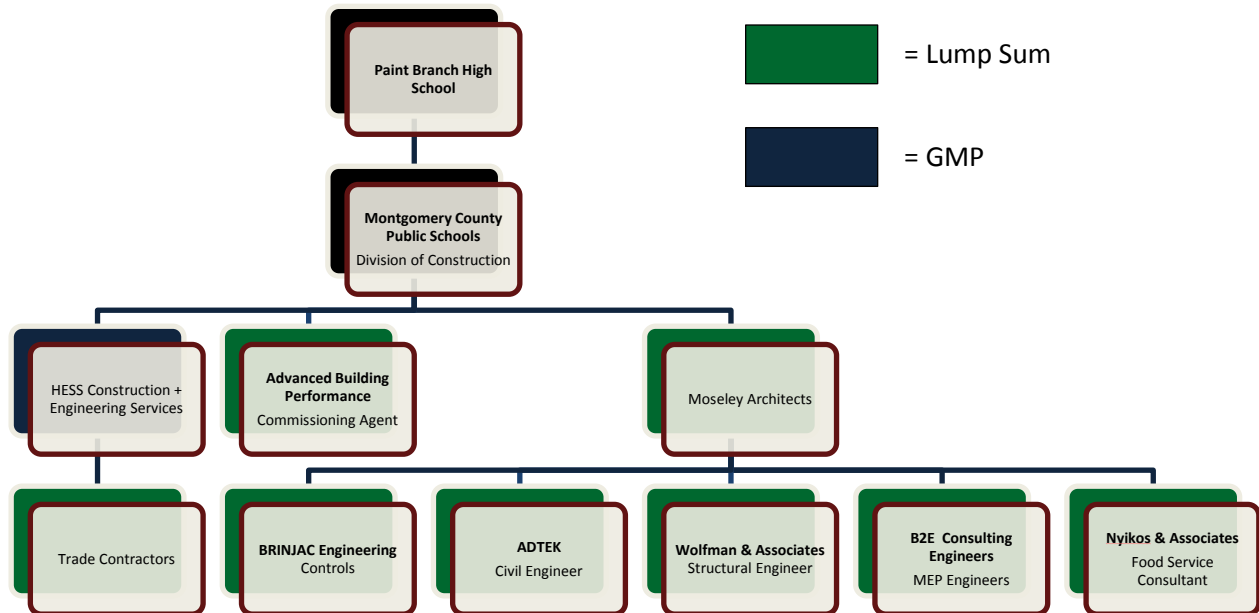 Paint Branch High
School
= Lump Sum
= GMP
Montgomery County
Public Schools
Division of Construction
HESS Construction +
Engineering Services
Advanced Building
Performance
Commissioning Agent
Moseley Architects
Trade Contractors
BRINJAC Engineering
Controls
ADTEK
Civil Engineer
Wolfman & Associates
Structural Engineer
B2E Consulting
Engineers
MEP Engineers
Nyikos & Associates
Food Service
Consultant